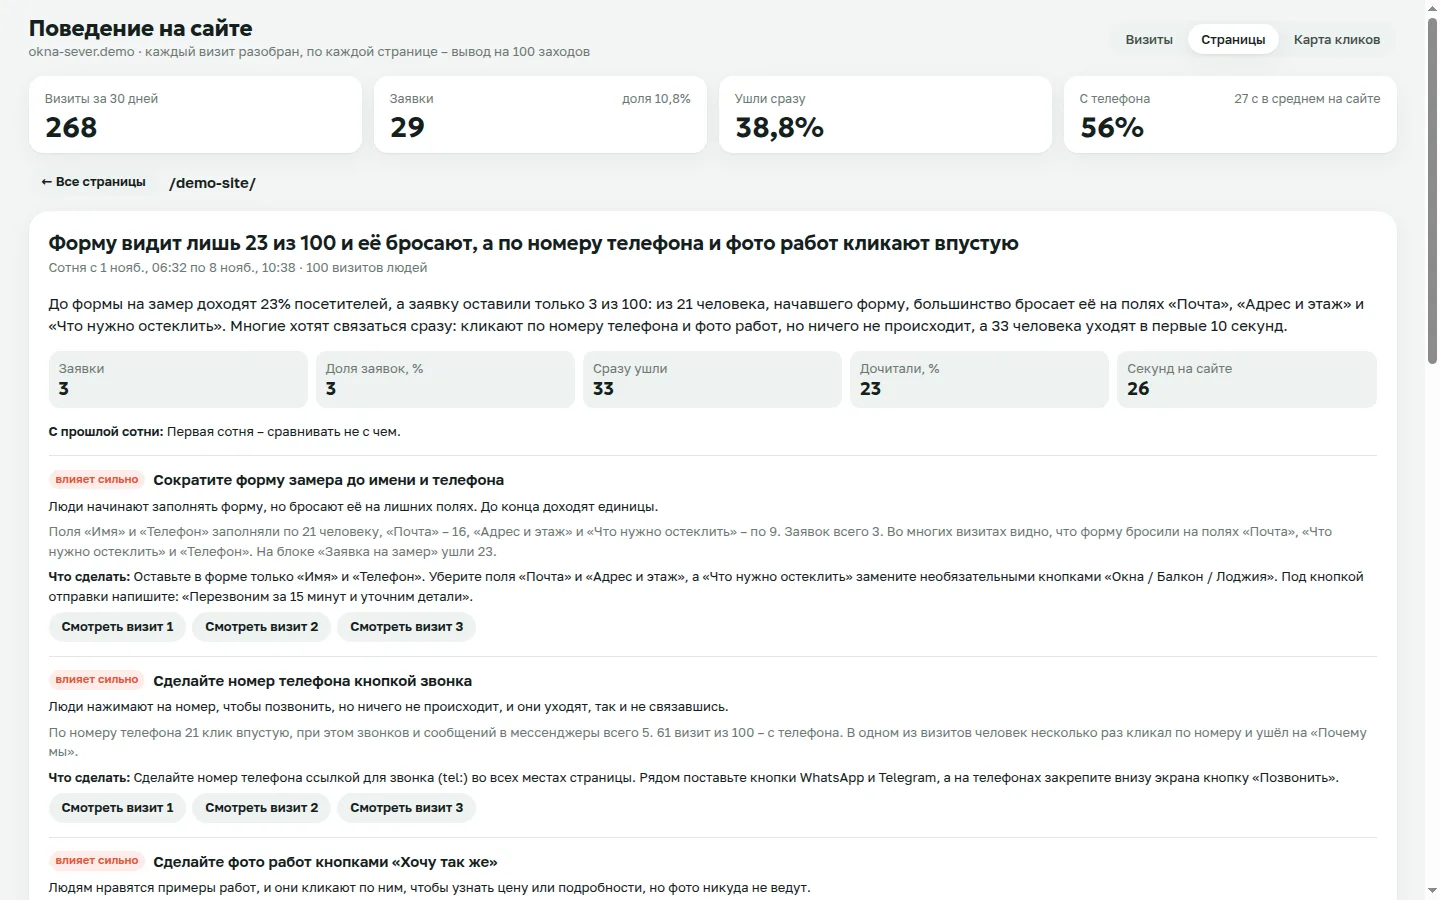 Поведение на сайте
okna-sever.demo · каждый визит разобран, по каждой странице – вывод на 100 заходов
Визиты
Страницы
Карта кликов
Визиты за 30 дней
268
Заявки
доля 10,8%
29
Ушли сразу
38,8%
С телефона
27 с в среднем на сайте
56%
← Все страницы
/demo-site/
Форму видит лишь 23 из 100 и её бросают, а по номеру телефона и фото работ кликают впустую
Сотня с 1 нояб., 06:32 по 8 нояб., 10:38 · 100 визитов людей
До формы на замер доходят 23% посетителей, а заявку оставили только 3 из 100: из 21 человека, начавшего форму, большинство бросает её на полях «Почта», «Адрес и этаж» и
«Что нужно остеклить». Многие хотят связаться сразу: кликают по номеру телефона и фото работ, но ничего не происходит, а 33 человека уходят в первые 10 секунд.
Заявки
3
Доля заявок, %
3
Сразу ушли
33
Дочитали, %
23
Секунд на сайте
26
С прошлой сотни: Первая сотня – сравнивать не с чем.
влияет сильно
Сократите форму замера до имени и телефона
Люди начинают заполнять форму, но бросают её на лишних полях. До конца доходят единицы.
Поля «Имя» и «Телефон» заполняли по 21 человеку, «Почта» – 16, «Адрес и этаж» и «Что нужно остеклить» – по 9. Заявок всего 3. Во многих визитах видно, что форму бросили на полях «Почта», «Что
нужно остеклить» и «Телефон». На блоке «Заявка на замер» ушли 23.
Что сделать: Оставьте в форме только «Имя» и «Телефон». Уберите поля «Почта» и «Адрес и этаж», а «Что нужно остеклить» замените необязательными кнопками «Окна / Балкон / Лоджия». Под кнопкой
отправки напишите: «Перезвоним за 15 минут и уточним детали».
Смотреть визит 1
Смотреть визит 2
Смотреть визит 3
влияет сильно
Сделайте номер телефона кнопкой звонка
Люди нажимают на номер, чтобы позвонить, но ничего не происходит, и они уходят, так и не связавшись.
По номеру телефона 21 клик впустую, при этом звонков и сообщений в мессенджеры всего 5. 61 визит из 100 – с телефона. В одном из визитов человек несколько раз кликал по номеру и ушёл на «Почему
мы».
Что сделать: Сделайте номер телефона ссылкой для звонка (tel:) во всех местах страницы. Рядом поставьте кнопки WhatsApp и Telegram, а на телефонах закрепите внизу экрана кнопку «Позвонить».
Смотреть визит 1
Смотреть визит 2
Смотреть визит 3
влияет сильно
Сделайте фото работ кнопками «Хочу так же»
Людям нравятся примеры работ, и они кликают по ним, чтобы узнать цену или подробности, но фото никуда не ведут.